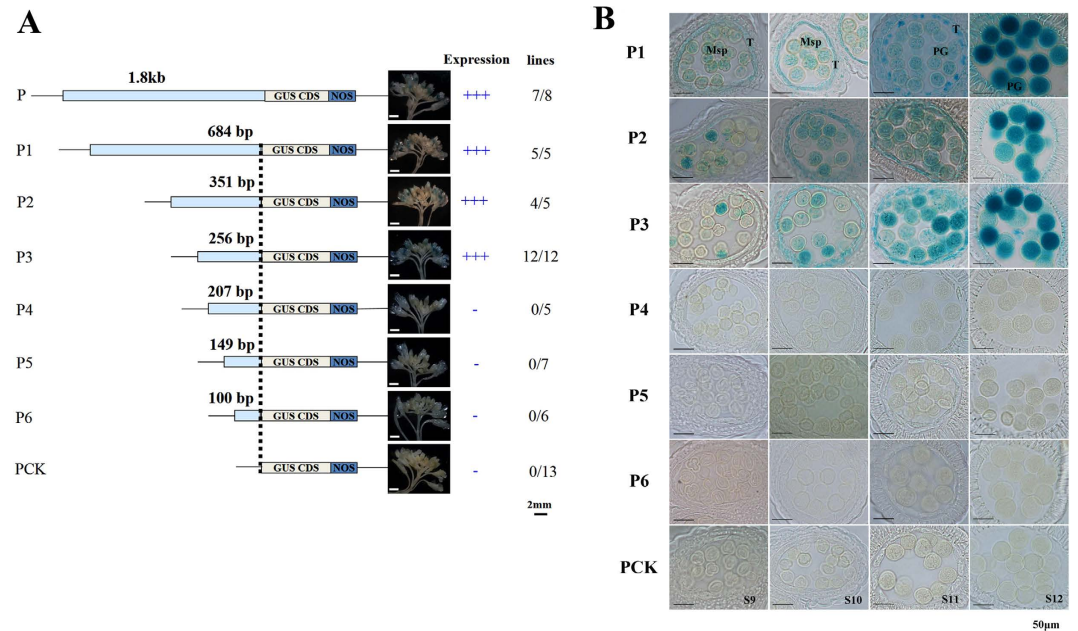 A
Expression lines
1.8kb
P GUS CDS NOS +++ 7/8
684 bp
P1 GUS CDS NOS +++ 5/5
351 bp
P2 GUS CDS NOS +++ 4/5
256 bp
P3 GUS CDS NOS +++ 12/12
207 bp
P4 GUS CDS NOS - 0/5
149 bp
P5 GUS CDS NOS - 0/7
100 bp
P6 GUS CDS NOS - 0/6
PCK GUS CDS NOS - 0/13
2mm
B
P1 Msp T Msp T PG T PG
P2
P3
P4
P5
P6
PCK
S9 S10 S11 S12
50μm